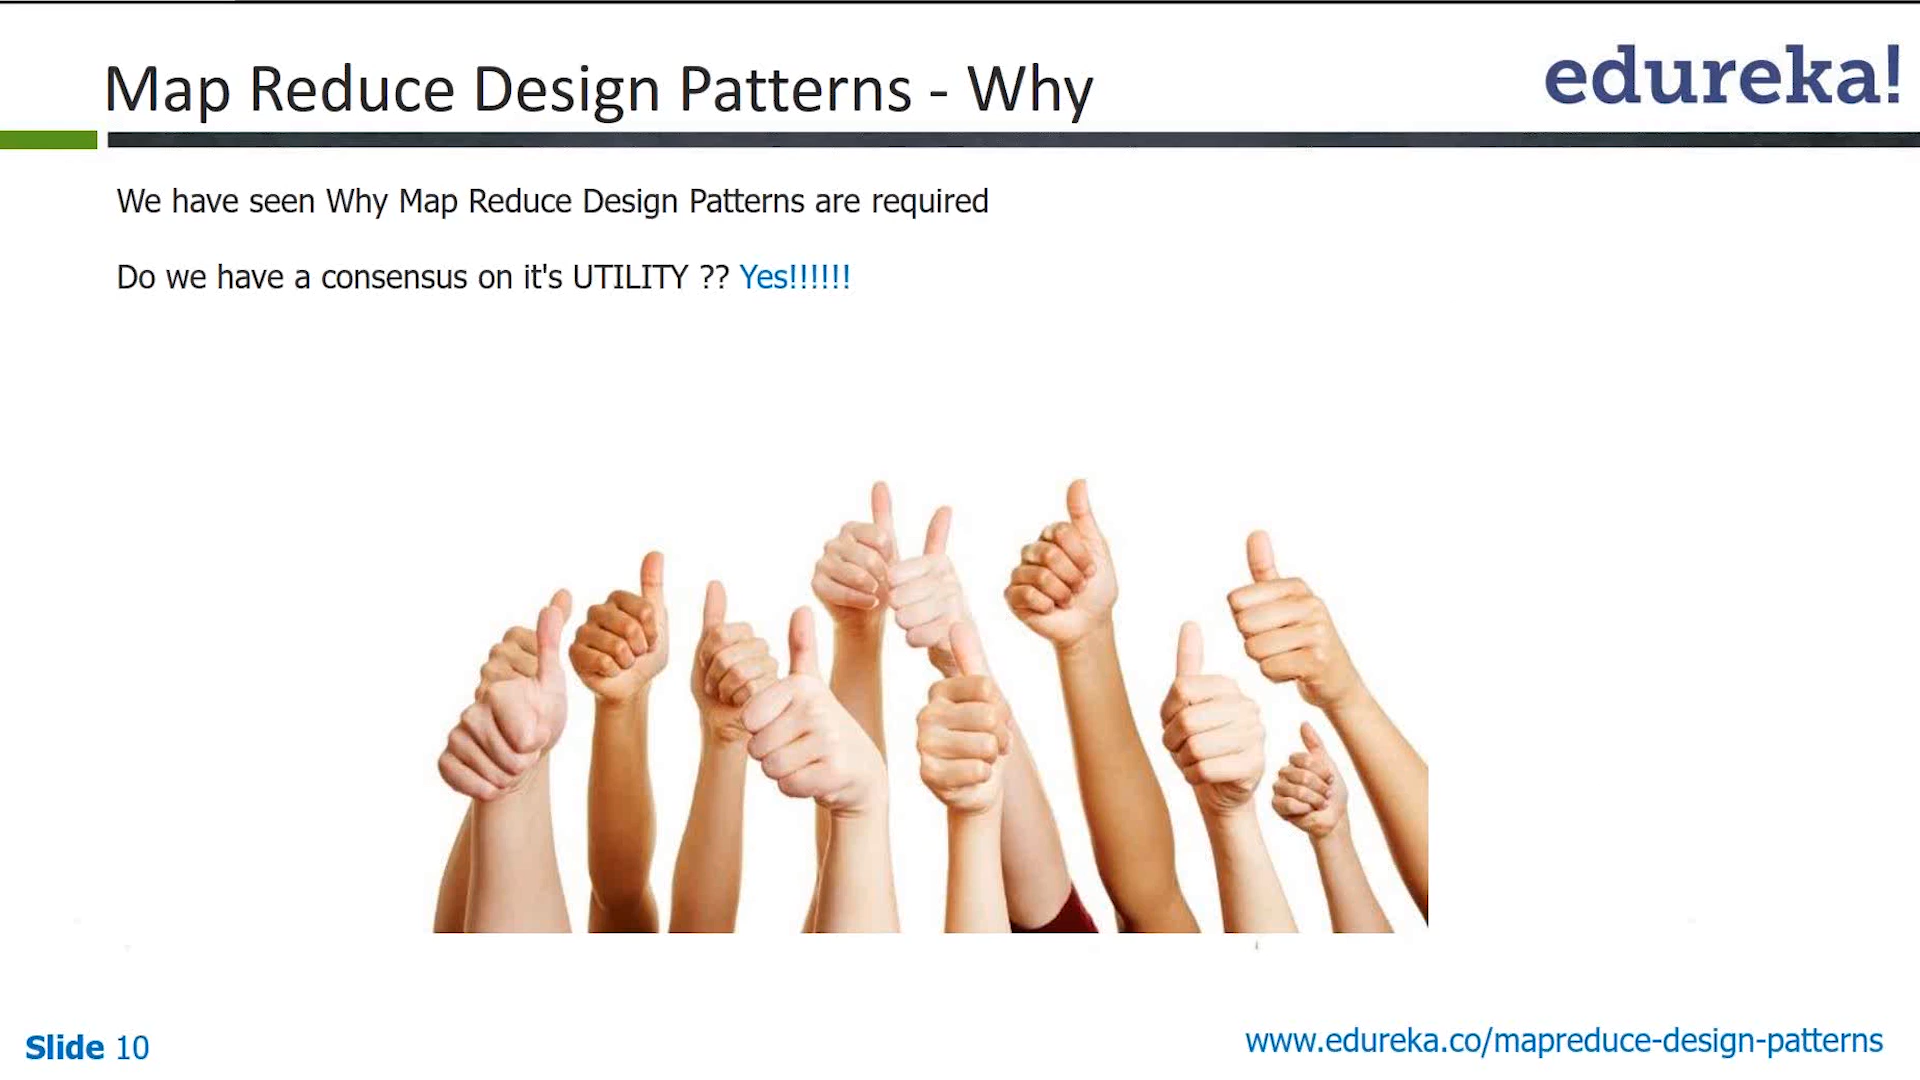 Map Reduce Design Patterns - Why
edureka!
We have seen Why Map Reduce Design Patterns are required
Do we have a consensus on it's UTILITY ?? Yes!!!!!!
Slide 10
www.edureka.co/mapreduce-design-patterns